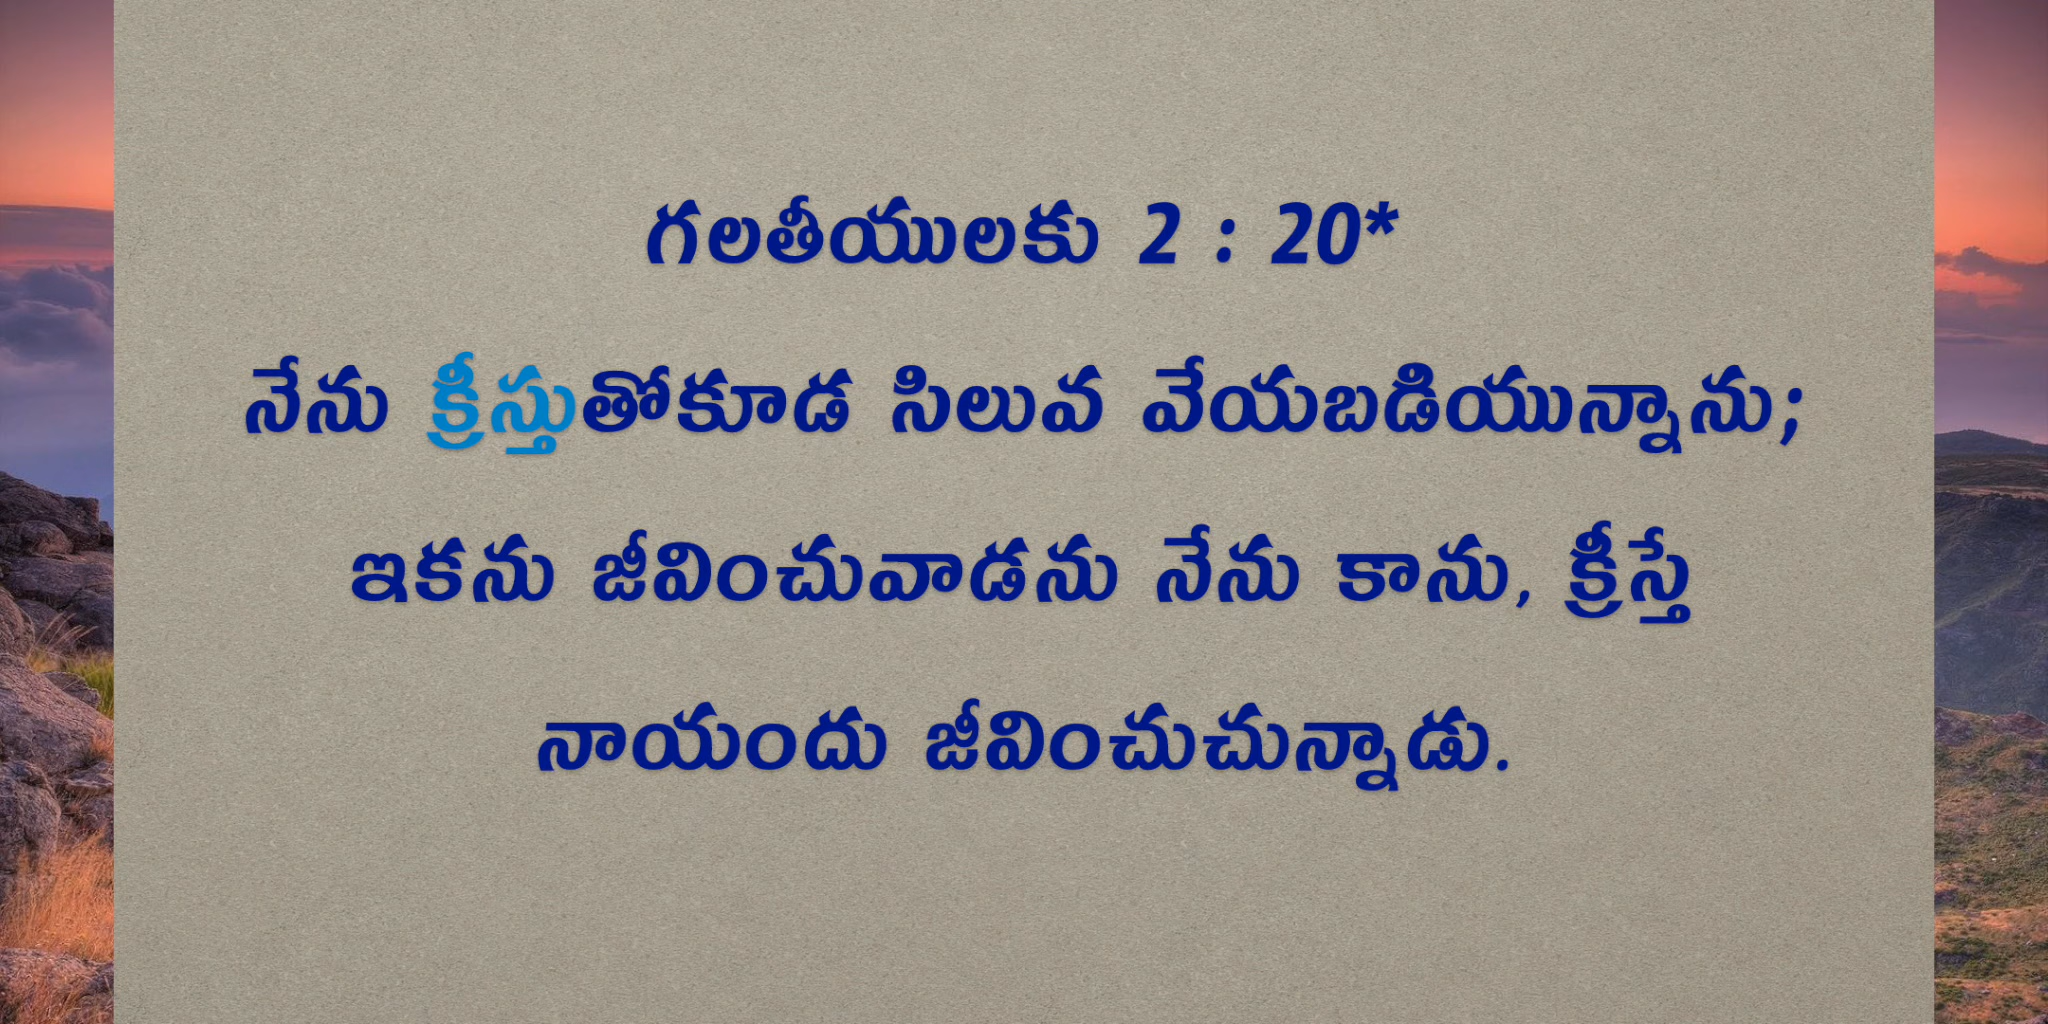 గలతీయులకు 2 : 20*
నేను క్రీస్తుతోకూడ సిలువ వేయబడియున్నాను;
ఇకను జీవించువాడను నేను కాను, క్రీస్తే
నాయందు జీవించుచున్నాడు.